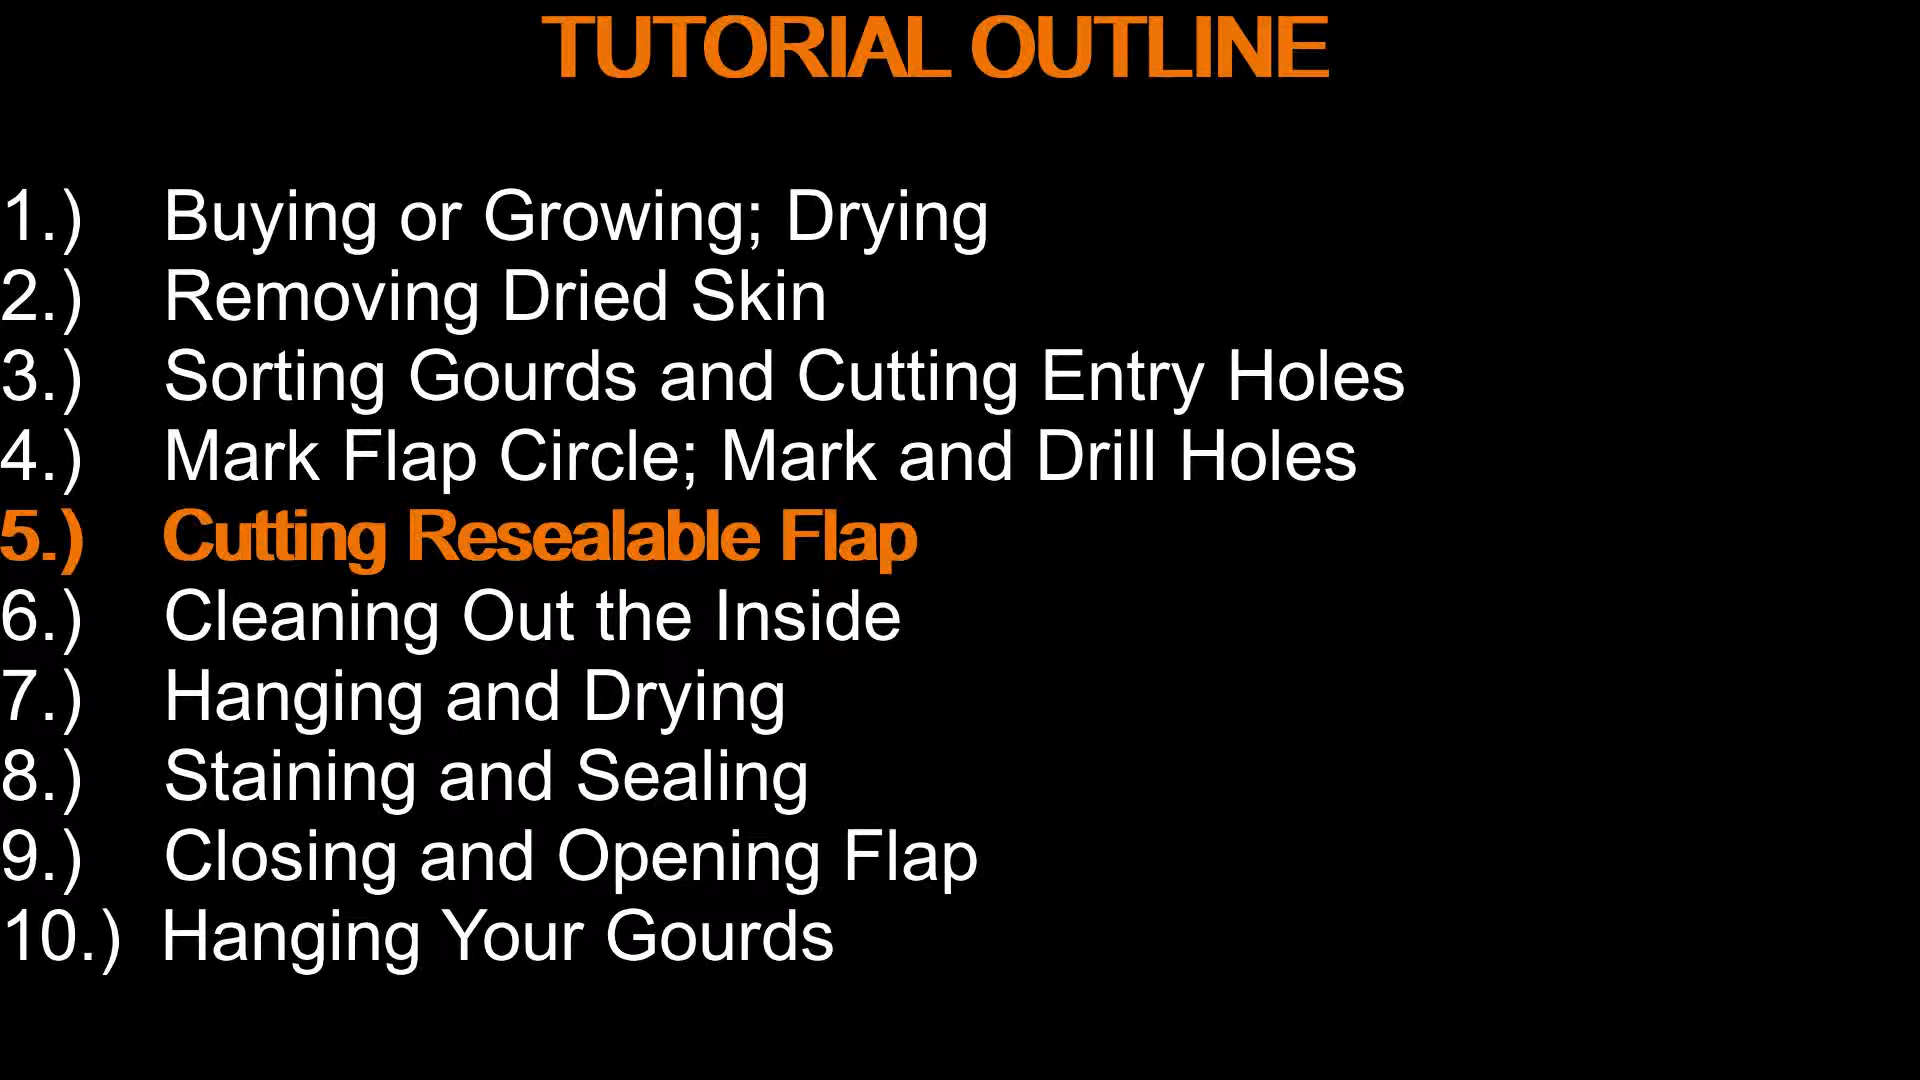 TUTORIAL OUTLINE
1.) Buying or Growing; Drying
2.) Removing Dried Skin
3.) Sorting Gourds and Cutting Entry Holes
4.) Mark Flap Circle; Mark and Drill Holes
5.) Cutting Resealable Flap
6.) Cleaning Out the Inside
7.) Hanging and Drying
8.) Staining and Sealing
9.) Closing and Opening Flap
10.) Hanging Your Gourds